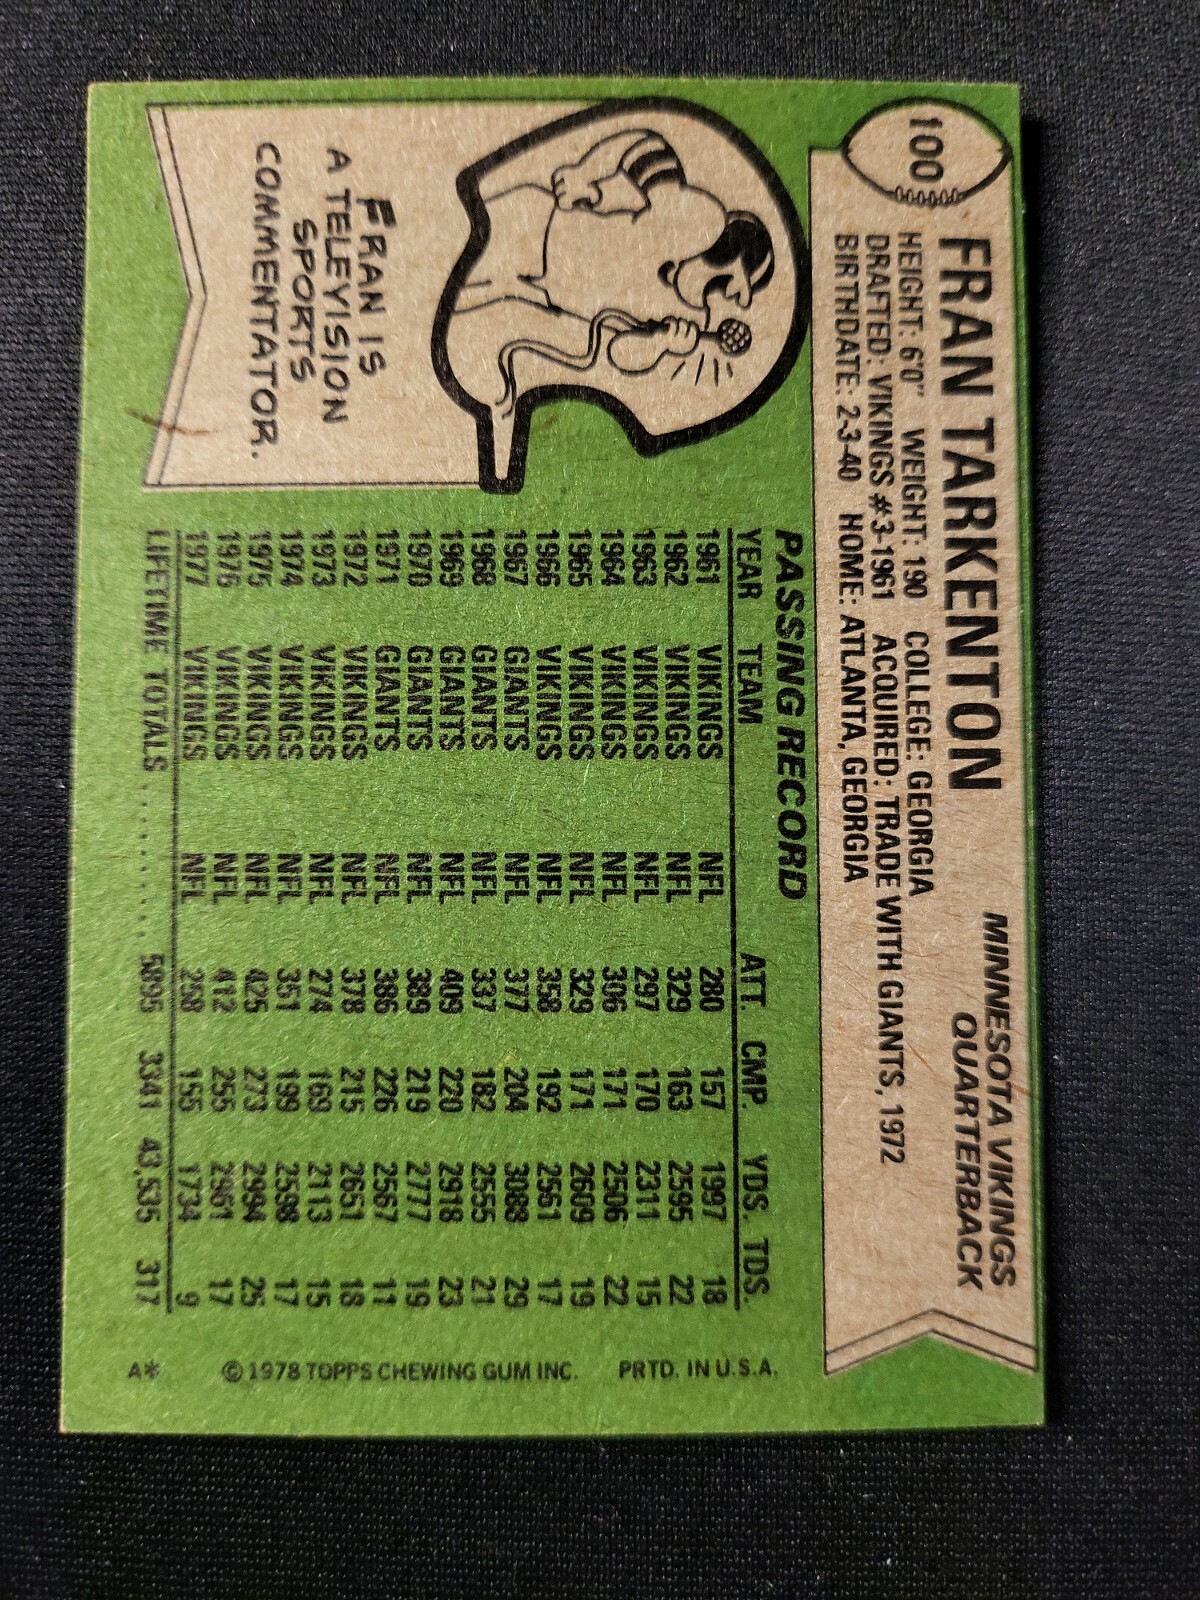 100
FRAN TARKENTON
MINNESOTA VIKINGS
QUARTERBACK
HEIGHT: 6'0" WEIGHT: 190 COLLEGE: GEORGIA
DRAFTED: VIKINGS #3-1961 ACQUIRED: TRADE WITH GIANTS, 1972
BIRTHDATE: 2-3-40 HOME: ATLANTA, GEORGIA
FRAN IS
A TELEVISION
SPORTS
COMMENTATOR.
PASSING RECORD
YEAR TEAM ATT. CMP. YDS. TDS.
1961 VIKINGS NFL 280 157 1997 18
1962 VIKINGS NFL 329 163 2595 22
1963 VIKINGS NFL 297 170 2311 15
1964 VIKINGS NFL 306 171 2506 22
1965 VIKINGS NFL 329 171 2609 19
1966 VIKINGS NFL 358 192 2561 17
1967 GIANTS NFL 377 204 3088 29
1968 GIANTS NFL 337 182 2555 21
1969 GIANTS NFL 409 220 2918 23
1970 GIANTS NFL 389 219 2777 19
1971 GIANTS NFL 386 226 2567 11
1972 VIKINGS NFL 378 215 2651 18
1973 VIKINGS NFL 274 169 2113 15
1974 VIKINGS NFL 351 199 2598 17
1975 VIKINGS NFL 425 273 2994 25
1976 VIKINGS NFL 412 255 2961 17
1977 VIKINGS NFL 258 155 1734 9
LIFETIME TOTALS .......... 5895 3341 43,535 317
A* © 1978 TOPPS CHEWING GUM INC. PRTD. IN U.S.A.